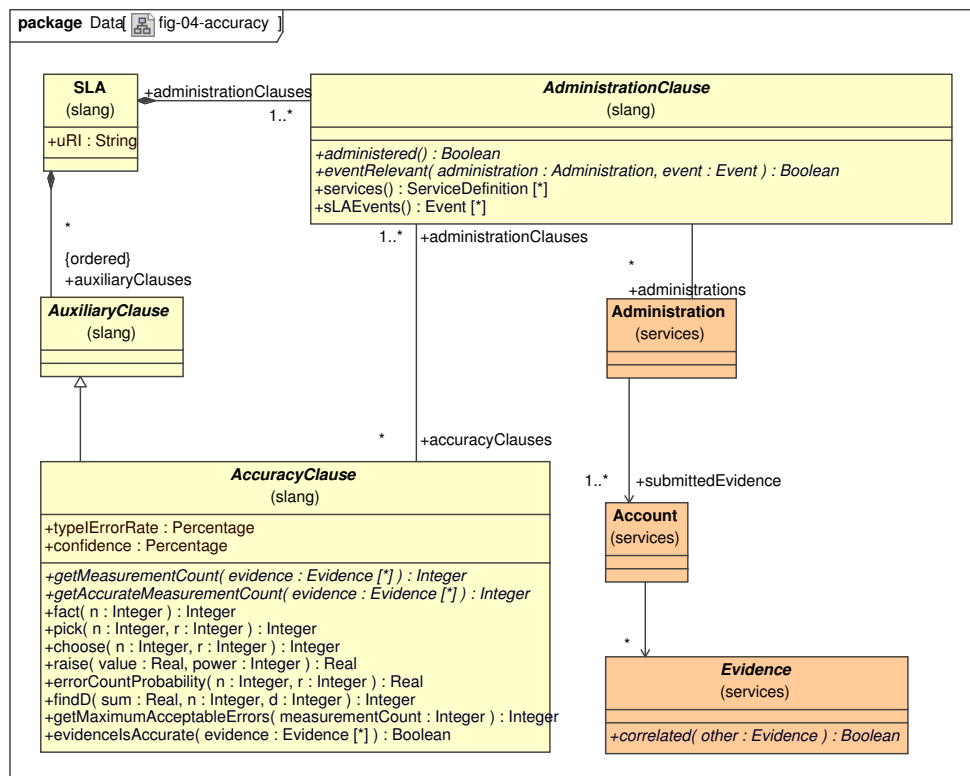 package Data[ fig-04-accuracy ]
SLA
(slang)
+uRI : String
+administrationClauses
1..*
AdministrationClause
(slang)
+administered() : Boolean
+eventRelevant( administration : Administration, event : Event ) : Boolean
+services() : ServiceDefinition [*]
+sLAEvents() : Event [*]
*
{ordered}
+auxiliaryClauses
1..*
+administrationClauses
*
+administrations
AuxiliaryClause
(slang)
Administration
(services)
*
+accuracyClauses
AccuracyClause
(slang)
+typeIErrorRate : Percentage
+confidence : Percentage
+getMeasurementCount( evidence : Evidence [*] ) : Integer
+getAccurateMeasurementCount( evidence : Evidence [*] ) : Integer
+fact( n : Integer ) : Integer
+pick( n : Integer, r : Integer ) : Integer
+choose( n : Integer, r : Integer ) : Integer
+raise( value : Real, power : Integer ) : Real
+errorCountProbability( n : Integer, r : Integer ) : Real
+findD( sum : Real, n : Integer, d : Integer ) : Integer
+getMaximumAcceptableErrors( measurementCount : Integer ) : Integer
+evidenceIsAccurate( evidence : Evidence [*] ) : Boolean
1..*
+submittedEvidence
Account
(services)
*
Evidence
(services)
+correlated( other : Evidence ) : Boolean